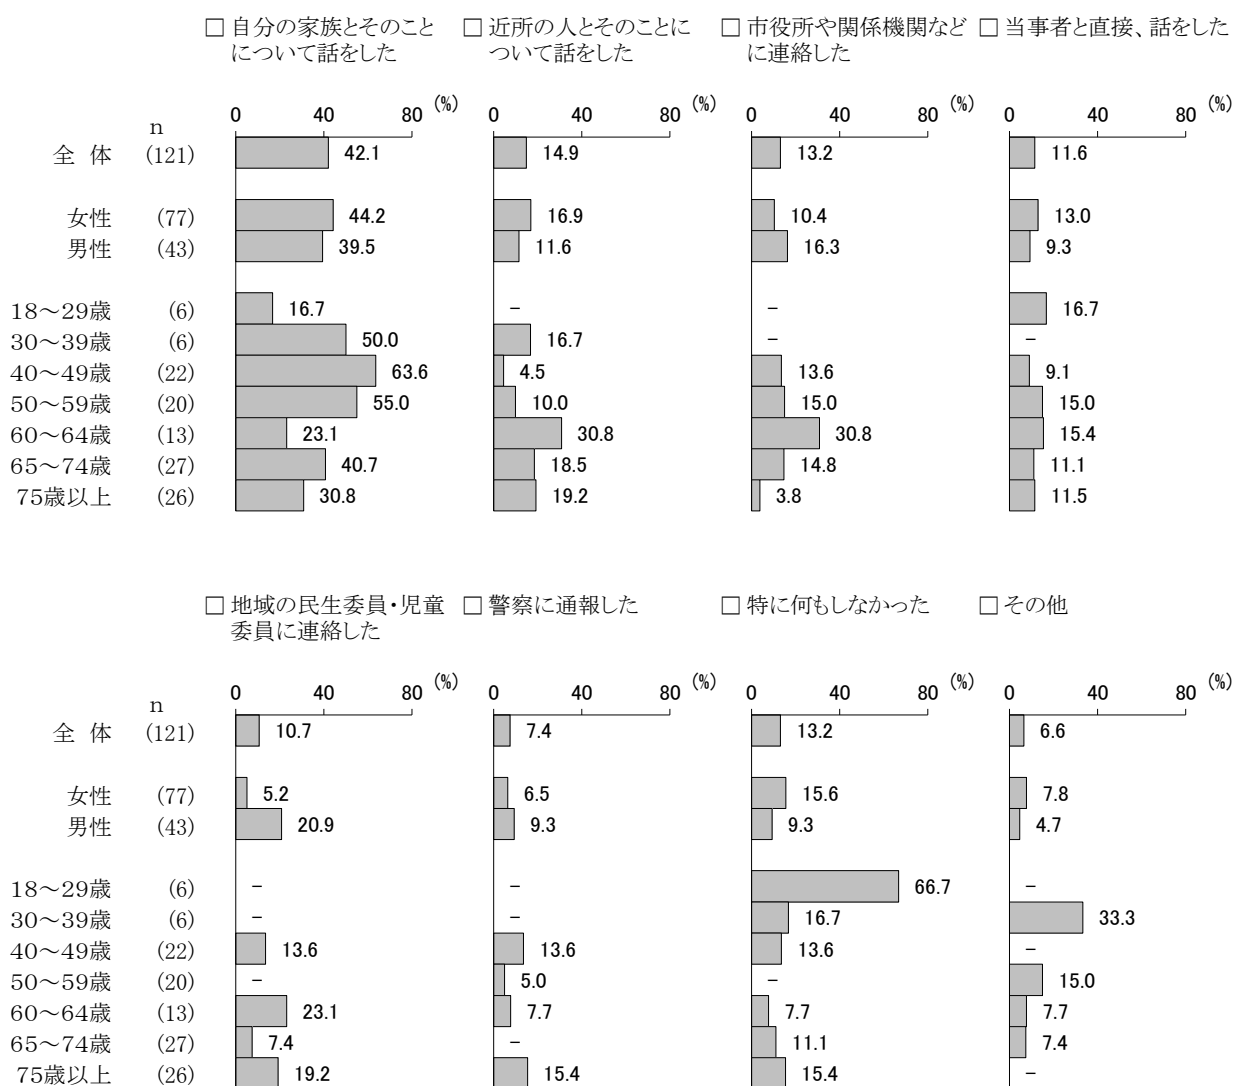 □ 自分の家族とそのこと □ 近所の人とそのことに □ 市役所や関係機関など □ 当事者と直接、話をした
について話をした ついて話をした に連絡した
0 40 80 (%) 0 40 80 (%) 0 40 80 (%) 0 40 80 (%)
n
全 体 (121) 42.1 14.9 13.2 11.6
女性 (77) 44.2 16.9 10.4 13.0
男性 (43) 39.5 11.6 16.3 9.3
18～29歳 (6) 16.7 － － 16.7
30～39歳 (6) 50.0 16.7 － －
40～49歳 (22) 63.6 4.5 13.6 9.1
50～59歳 (20) 55.0 10.0 15.0 15.0
60～64歳 (13) 23.1 30.8 30.8 15.4
65～74歳 (27) 40.7 18.5 14.8 11.1
75歳以上 (26) 30.8 19.2 3.8 11.5
□ 地域の民生委員・児童 □ 警察に通報した □ 特に何もしなかった □ その他
委員に連絡した
0 40 80 (%) 0 40 80 (%) 0 40 80 (%) 0 40 80 (%)
n
全 体 (121) 10.7 7.4 13.2 6.6
女性 (77) 5.2 6.5 15.6 7.8
男性 (43) 20.9 9.3 9.3 4.7
18～29歳 (6) － － 66.7 －
30～39歳 (6) － － 16.7 33.3
40～49歳 (22) 13.6 13.6 13.6 －
50～59歳 (20) － 5.0 － 15.0
60～64歳 (13) 23.1 7.7 7.7 7.7
65～74歳 (27) 7.4 － 11.1 7.4
75歳以上 (26) 19.2 15.4 15.4 －